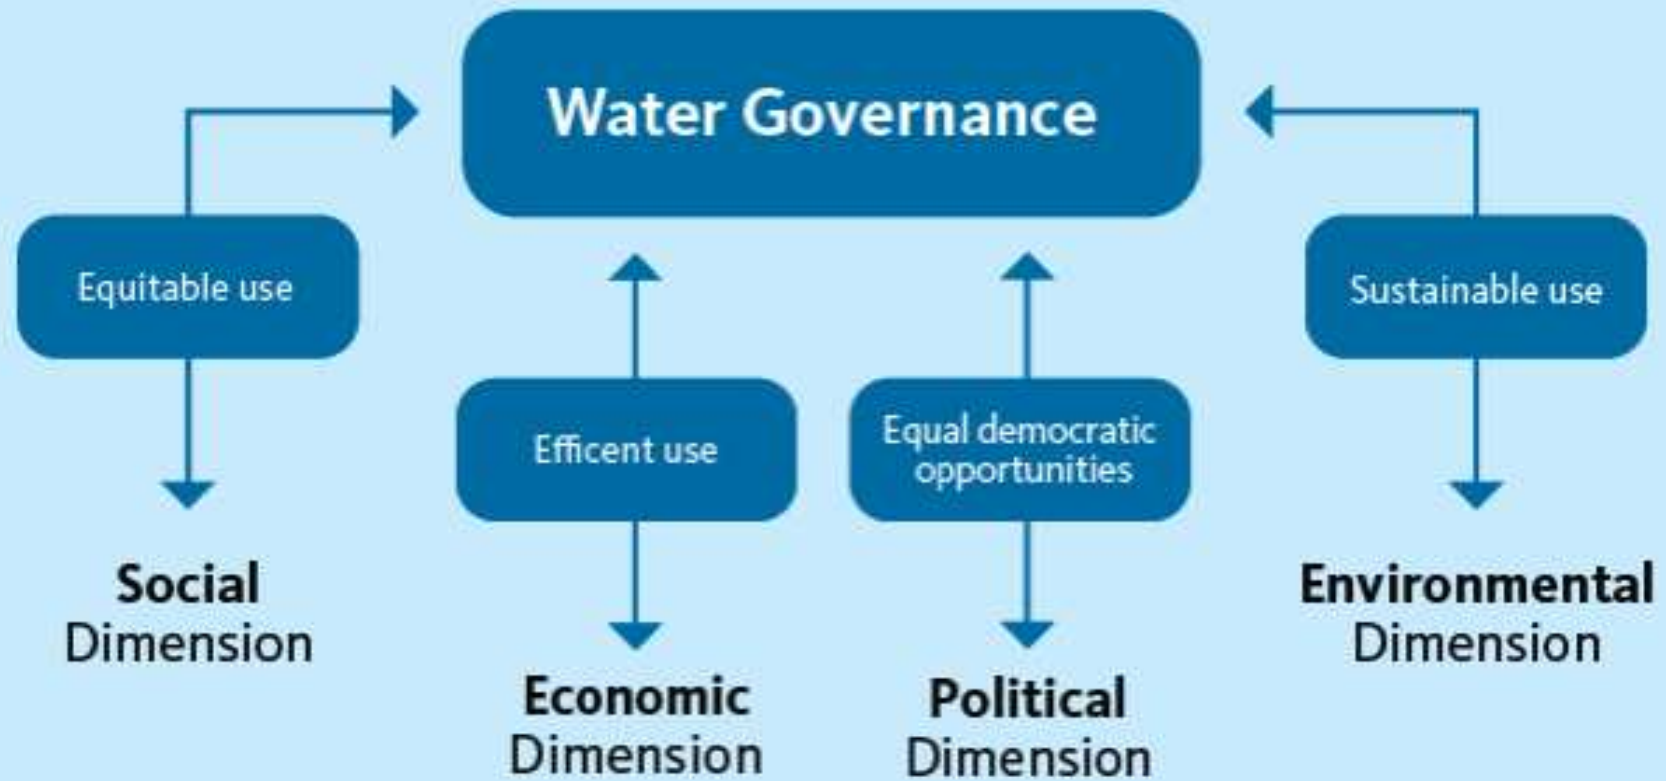 Water Governance
Equitable use
Sustainable use
Efficent use
Equal democratic
opportunities
Social
Dimension
Environmental
Dimension
Economic
Dimension
Political
Dimension